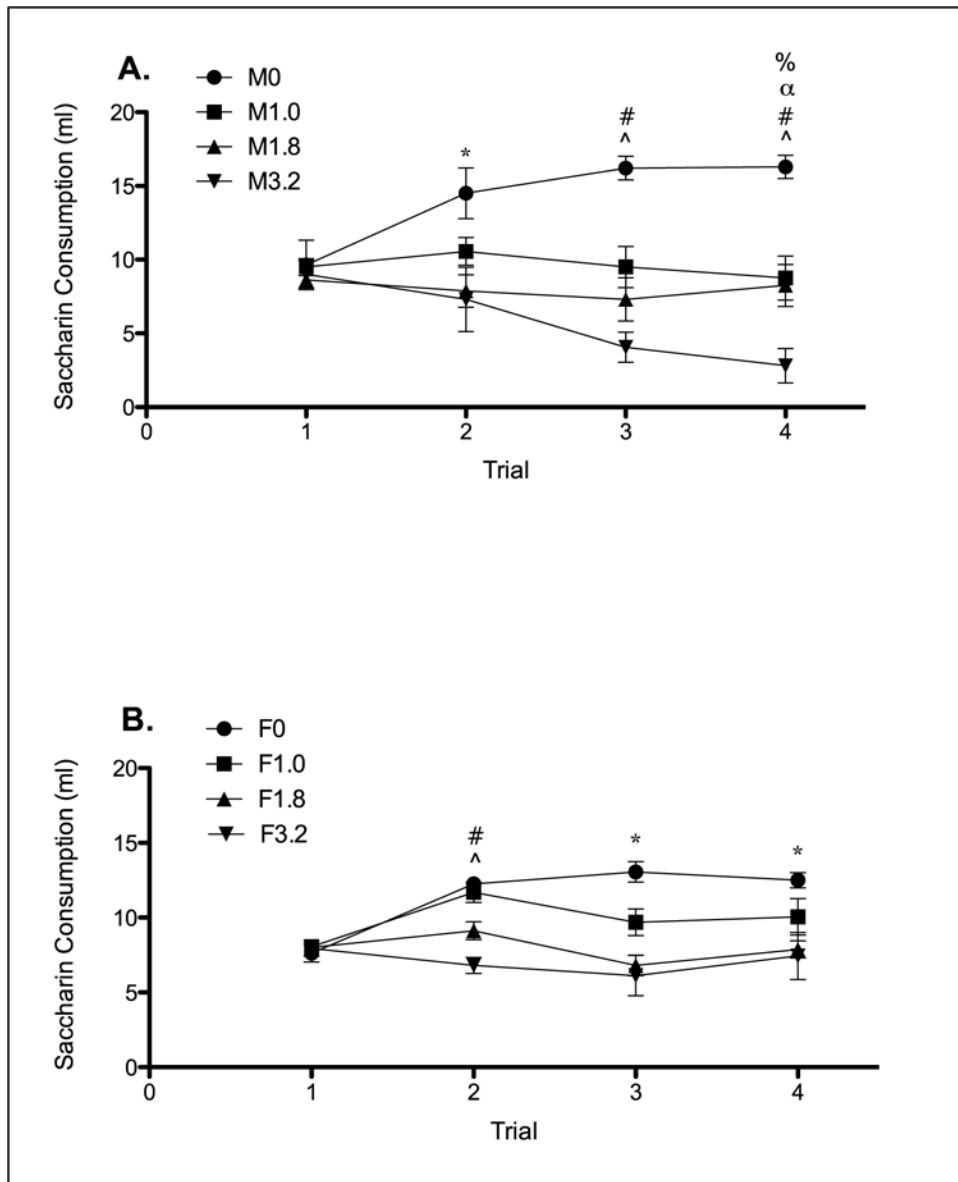 A.
M0
M1.0
M1.8
M3.2
%
α
# #
* ^ ^
20
15
10
5
0
Saccharin Consumption (ml)
0 1 2 3 4
Trial
B.
F0
F1.0
F1.8
F3.2
# * *
^
20
15
10
5
0
Saccharin Consumption (ml)
0 1 2 3 4
Trial